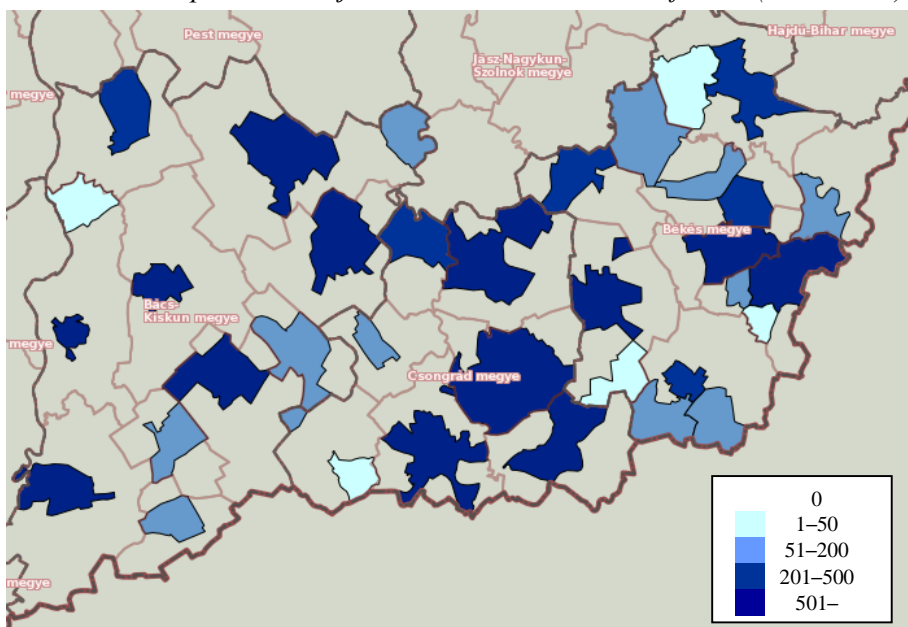 Pest megye
Hajdú-Bihar megye
Jász-Nagykun-
Szolnok megye
megye
Békés megye
Bács-
Kiskun megye
megye
Csongrád megye
megye
0
1–50
51–200
201–500
501–